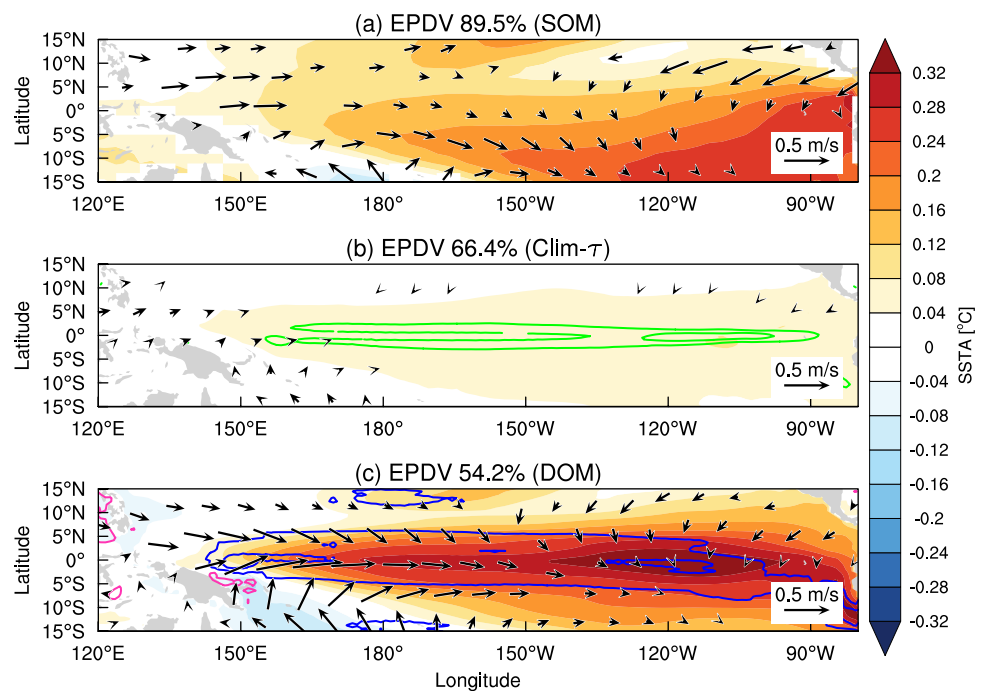 (a) EPDV 89.5% (SOM)
15°N
10°N
5°N
0°
5°S
10°S
15°S
Latitude
0.5 m/s
120°E 150°E 180° 150°W 120°W 90°W
(b) EPDV 66.4% (Clim-τ)
15°N
10°N
5°N
0°
5°S
10°S
15°S
Latitude
0.5 m/s
120°E 150°E 180° 150°W 120°W 90°W
(c) EPDV 54.2% (DOM)
15°N
10°N
5°N
0°
5°S
10°S
15°S
Latitude
0.5 m/s
120°E 150°E 180° 150°W 120°W 90°W
Longitude
0.32
0.28
0.24
0.2
0.16
0.12
0.08
0.04
0
-0.04
-0.08
-0.12
-0.16
-0.2
-0.24
-0.28
-0.32
SSTA [°C]